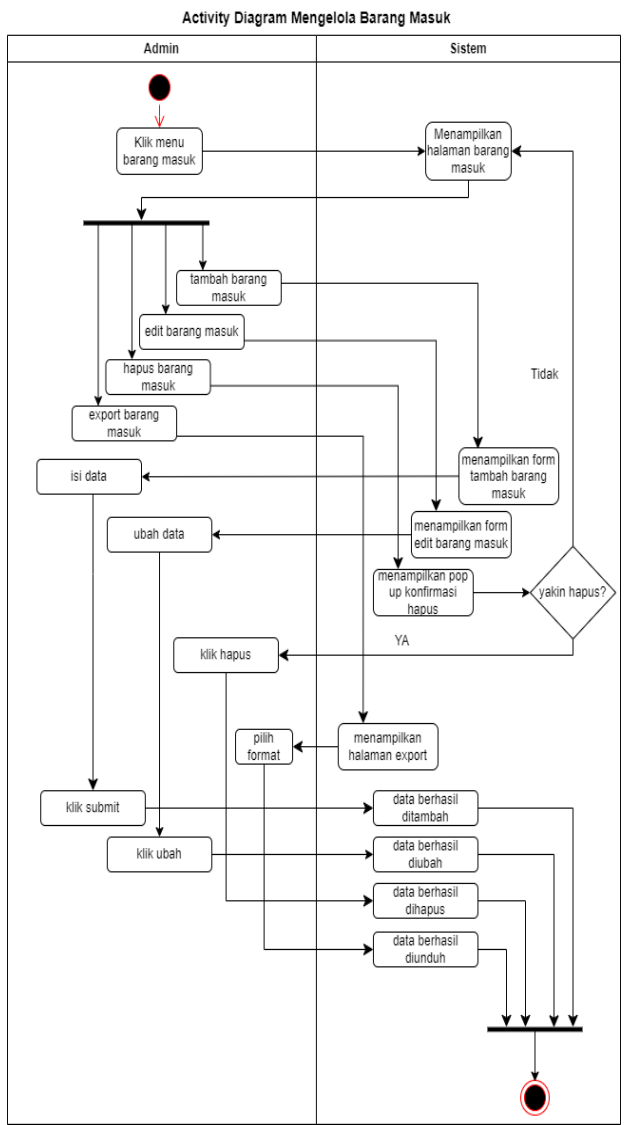 Activity Diagram Mengelola Barang Masuk
Admin
Sistem
Klik menu
barang masuk
Menampilkan
halaman barang
masuk
tambah barang
masuk
edit barang masuk
hapus barang
masuk
Tidak
export barang
masuk
isi data
menampilkan form
tambah barang
masuk
ubah data
menampilkan form
edit barang masuk
menampilkan pop
up konfirmasi
hapus
yakin hapus?
YA
klik hapus
pilih
format
menampilkan
halaman export
klik submit
data berhasil
ditambah
klik ubah
data berhasil
diubah
data berhasil
dihapus
data berhasil
diunduh